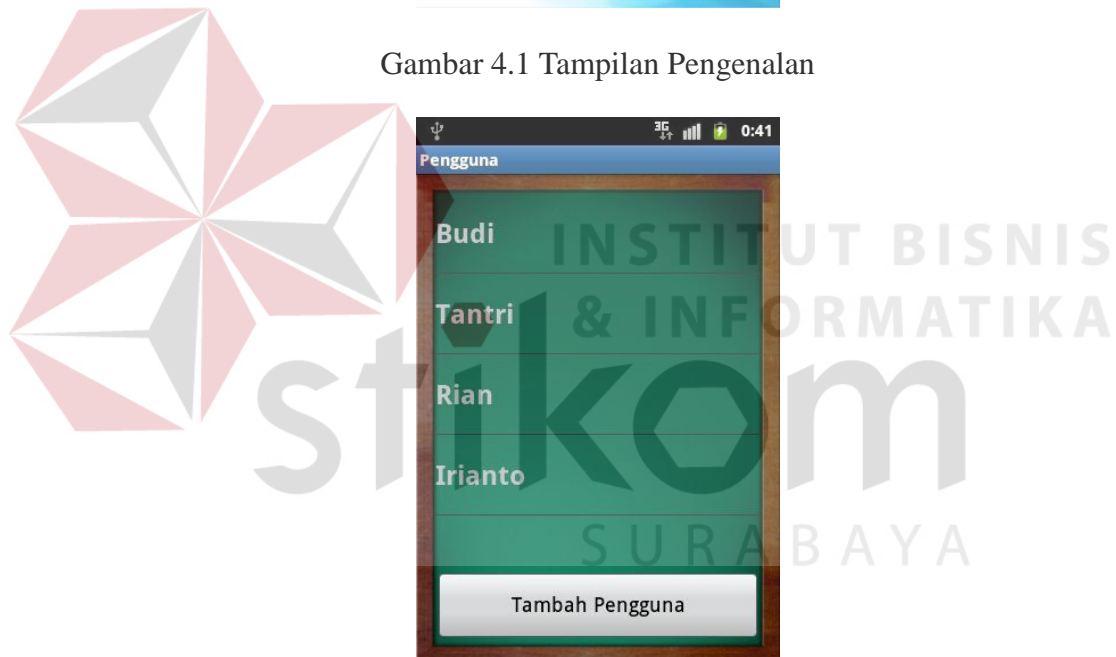 Gambar 4.1 Tampilan Pengenalan
3G 0:41
Pengguna
Budi
Tantri
Rian
Irianto
Tambah Pengguna
INSTITUT BISNIS
& INFORMATIKA
stikom
SURABAYA